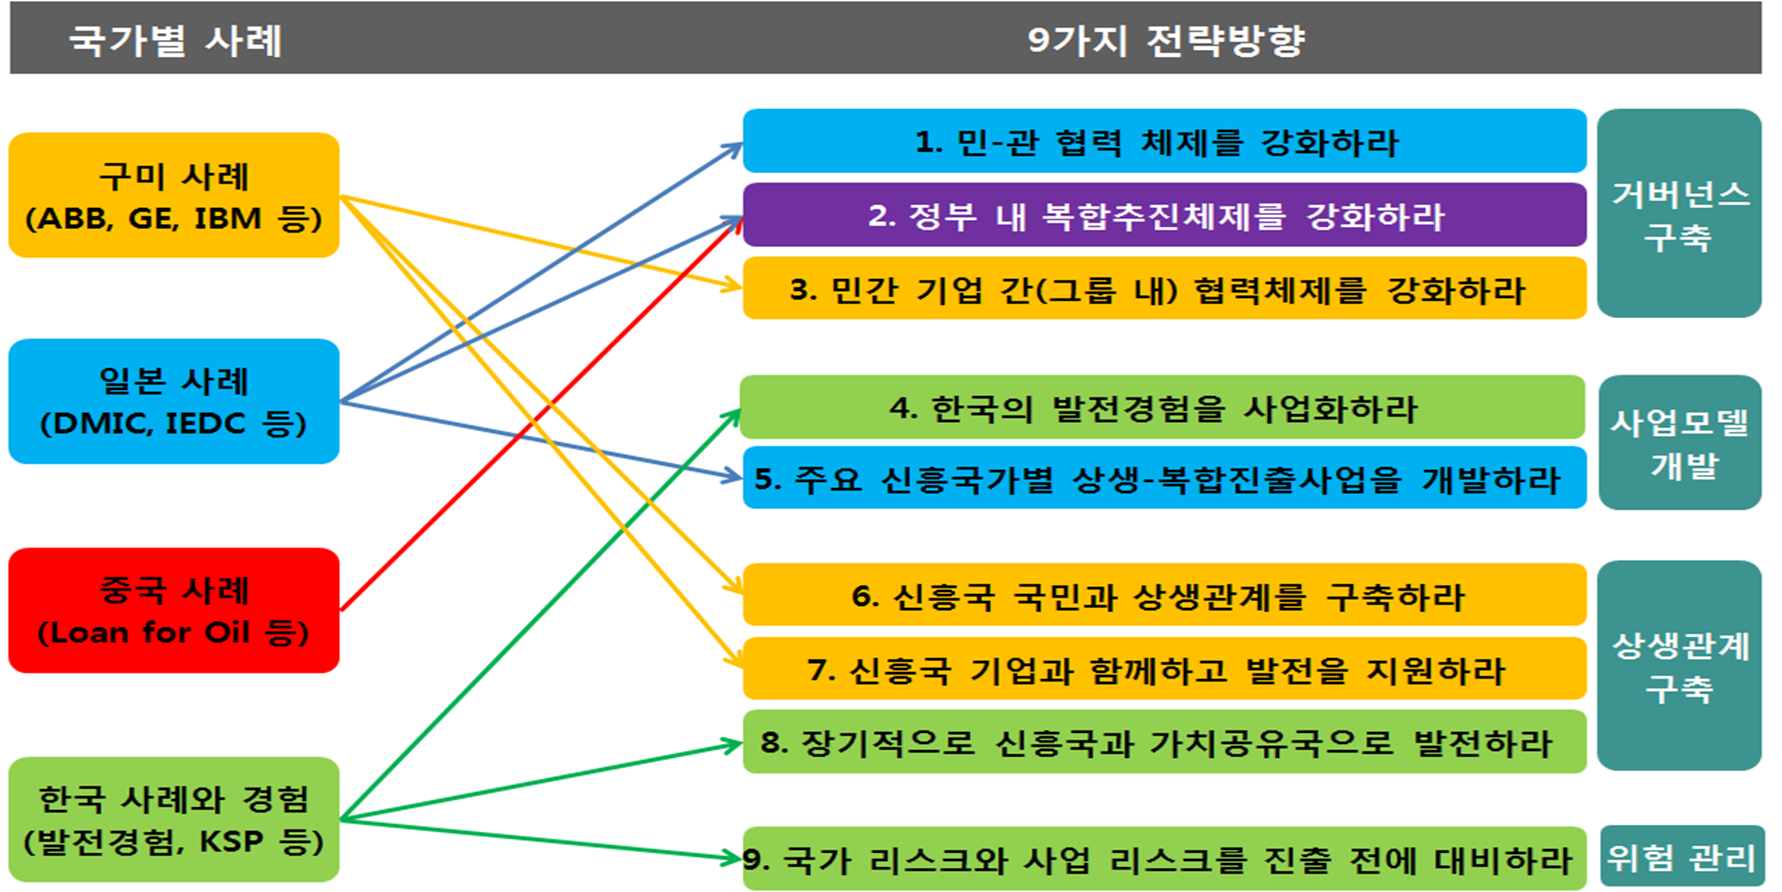 국가별 사례
9가지 전략방향
구미 사례
(ABB, GE, IBM 등)
일본 사례
(DMIC, IEDC 등)
중국 사례
(Loan for Oil 등)
한국 사례와 경험
(발전경험, KSP 등)
1. 민-관 협력 체제를 강화하라
2. 정부 내 복합추진체제를 강화하라
3. 민간 기업 간(그룹 내) 협력체제를 강화하라
거버넌스
구축
4. 한국의 발전경험을 사업화하라
5. 주요 신흥국가별 상생-복합진출사업을 개발하라
사업모델
개발
6. 신흥국 국민과 상생관계를 구축하라
7. 신흥국 기업과 함께하고 발전을 지원하라
8. 장기적으로 신흥국과 가치공유국으로 발전하라
상생관계
구축
9. 국가 리스크와 사업 리스크를 진출 전에 대비하라
위험 관리